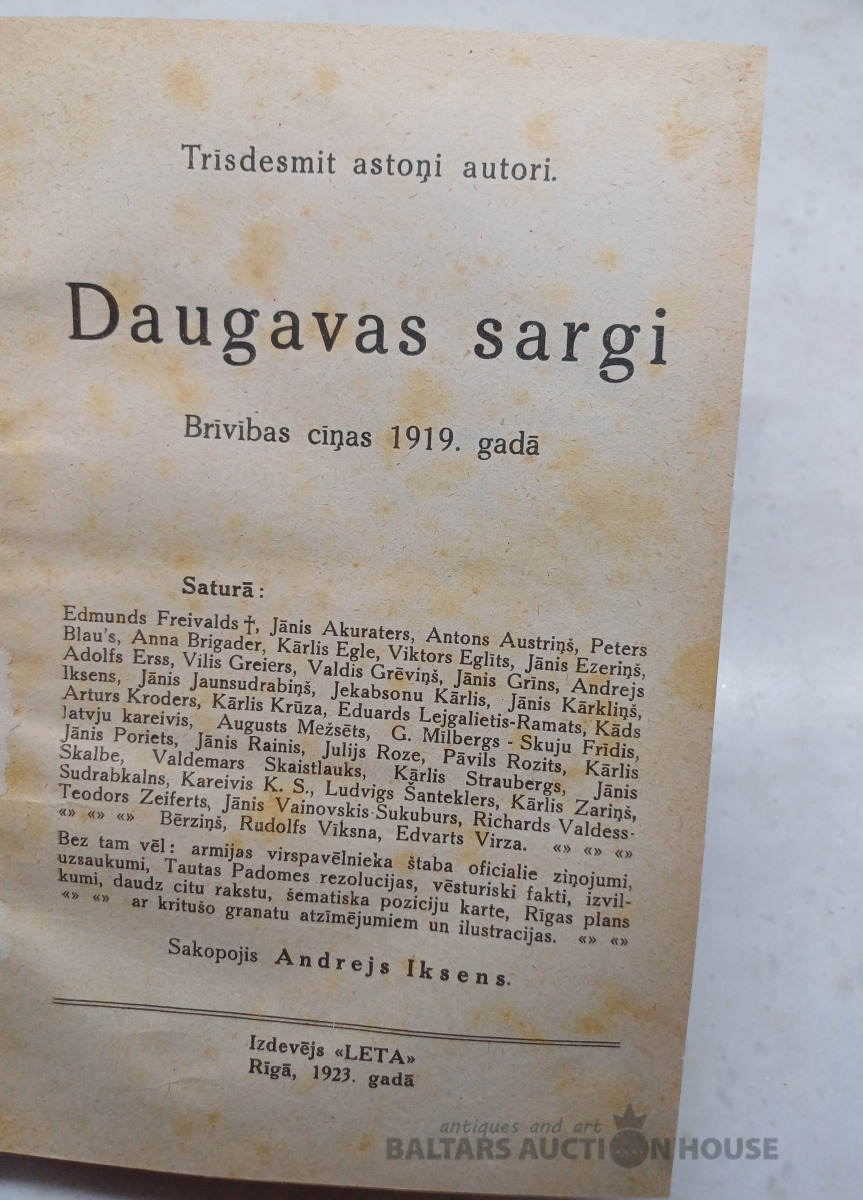 Trīsdesmit astoņi autori.
Daugavas sargi
Brīvības cīņas 1919. gadā
Saturā:
Edmunds Freivalds †, Jānis Akuraters, Antons Austriņš, Peters
Blau's, Anna Brigader, Kārlis Egle, Viktors Eglīts, Jānis Ezeriņš,
Adolfs Erss, Vilis Greiers, Valdis Grēviņš, Jānis Grīns, Andrejs
Iksens, Jānis Jaunsudrabiņš, Jekabsonu Kārlis, Jānis Kārkliņš,
Arturs Kroders, Kārlis Krūza, Eduards Lejgalietis-Ramats, Kāds
latvju kareivis, Augusts Mežsēts, G. Mīlbergs - Skuju Frīdis,
Jānis Poriets, Jānis Rainis, Julijs Roze, Pāvils Rozits, Kārlis
Skalbe, Valdemars Skaistlauks, Kārlis Straubergs, Jānis
Sudrabkalns, Kareivis K. S., Ludvigs Šanteklers, Kārlis Zariņš,
Teodors Zeiferts, Jānis Vainovskis-Sukuburs, Richards Valdess-
«» «» «» Bērziņš, Rudolfs Vīksna, Edvarts Virza. «» «» «»
Bez tam vēl: armijas virspavēlnieka štaba oficialie ziņojumi,
uzsaukumi, Tautas Padomes rezolucijas, vēsturiski fakti, izvil-
kumi, daudz citu rakstu, šematiska poziciju karte, Rīgas plans
«» «» ar kritušo granatu atzīmējumiem un ilustracijas. «» «»
Sakopojis Andrejs Iksens.
Izdevējs «LETA»
Rīgā, 1923. gadā
antiques and art
BALTARS AUCTION HOUSE